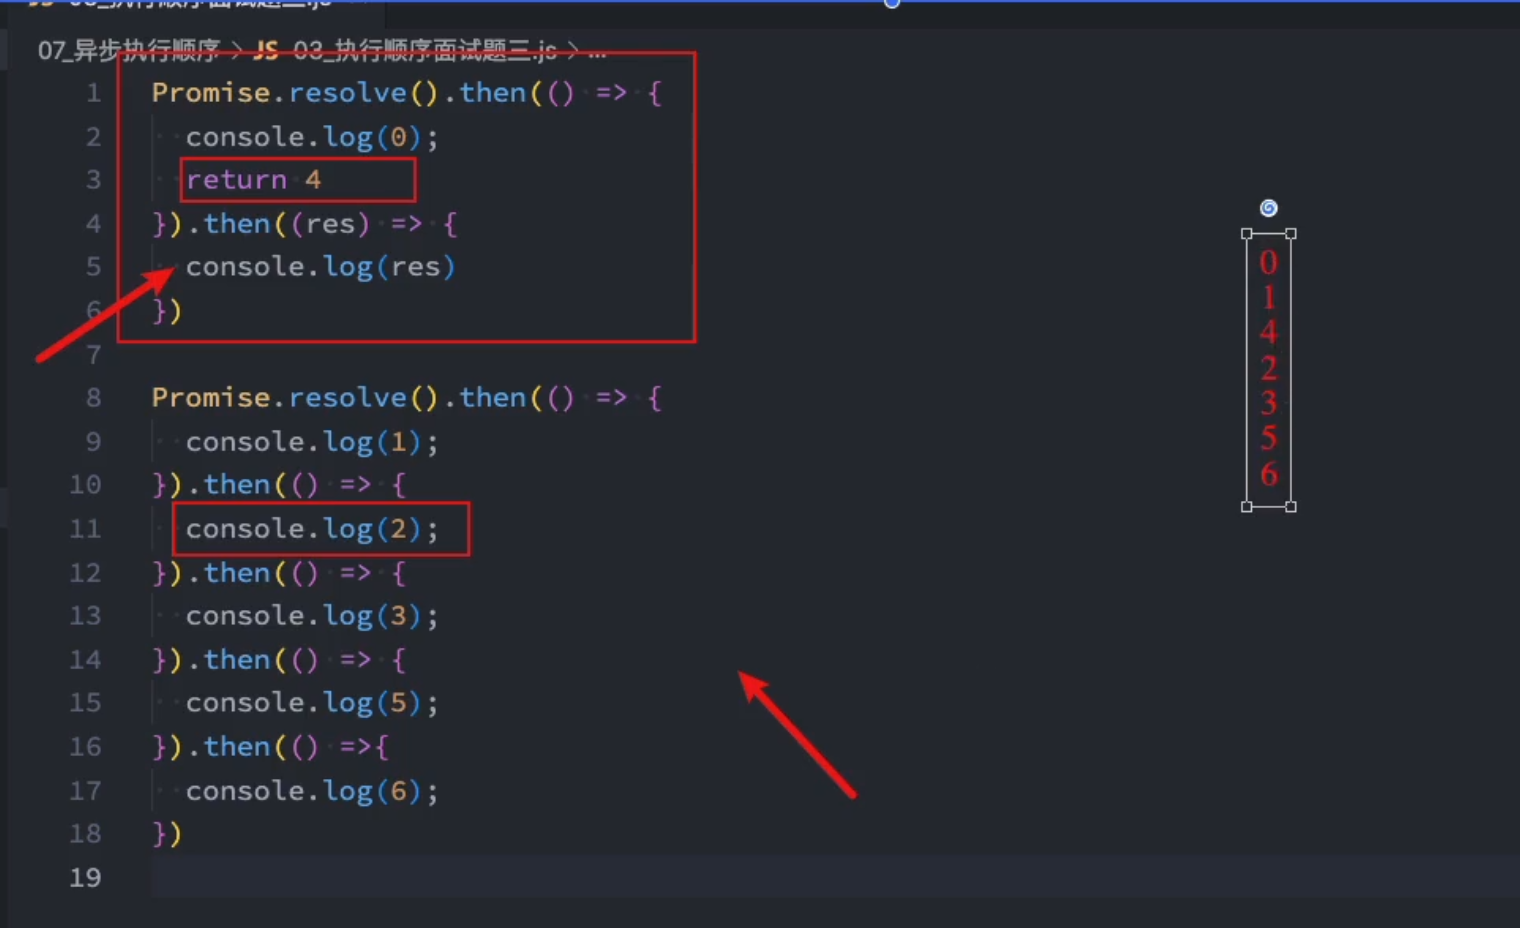 07_异步执行顺序 > JS 03_执行顺序面试题三.js > ...
1 Promise.resolve().then(() => {
2 console.log(0);
3 return 4
4 }).then((res) => {
5 console.log(res)
6 })
7
8 Promise.resolve().then(() => {
9 console.log(1);
10 }).then(() => {
11 console.log(2);
12 }).then(() => {
13 console.log(3);
14 }).then(() => {
15 console.log(5);
16 }).then(() =>{
17 console.log(6);
18 })
19
0
1
4
2
3
5
6